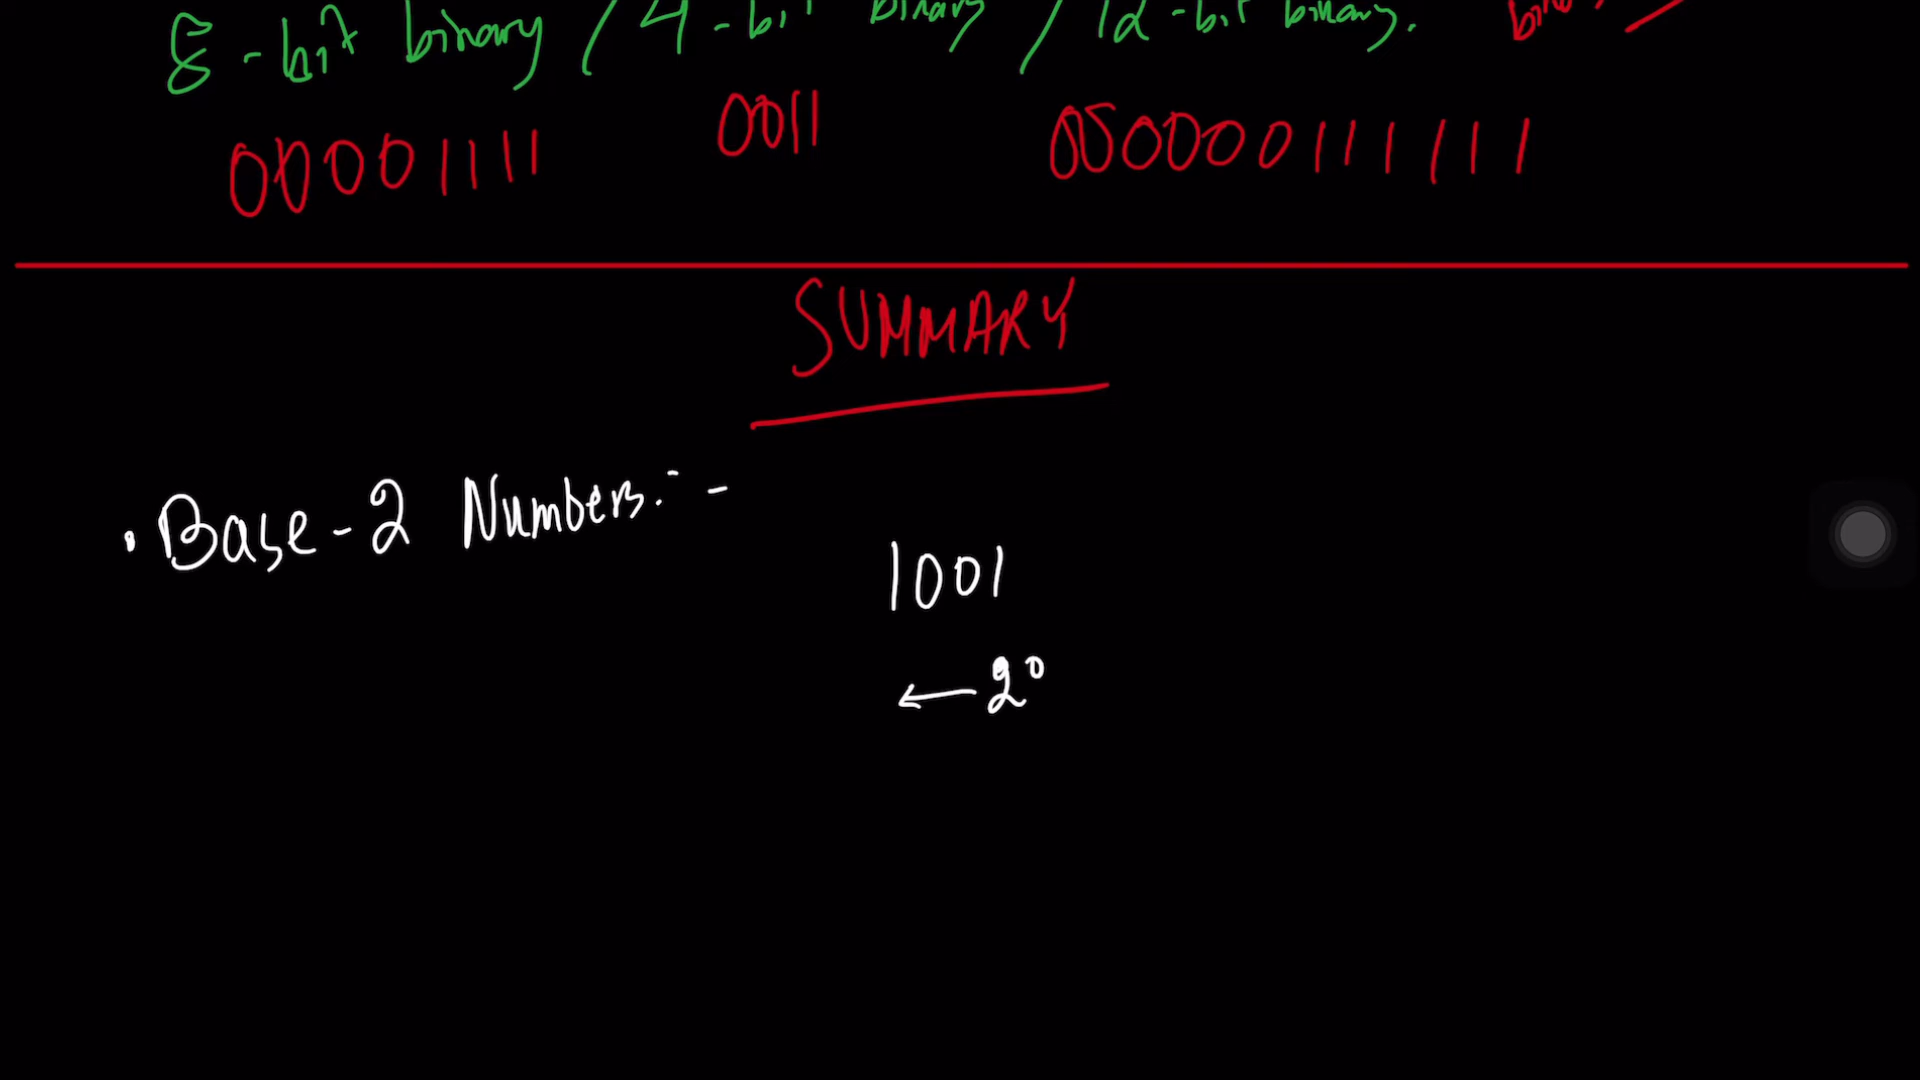 8-bit binary / 4-bit binary / 12-bit binary.
00001111 0011 000000111111
SUMMARY
• Base-2 Numbers:-
1001
← 2⁰